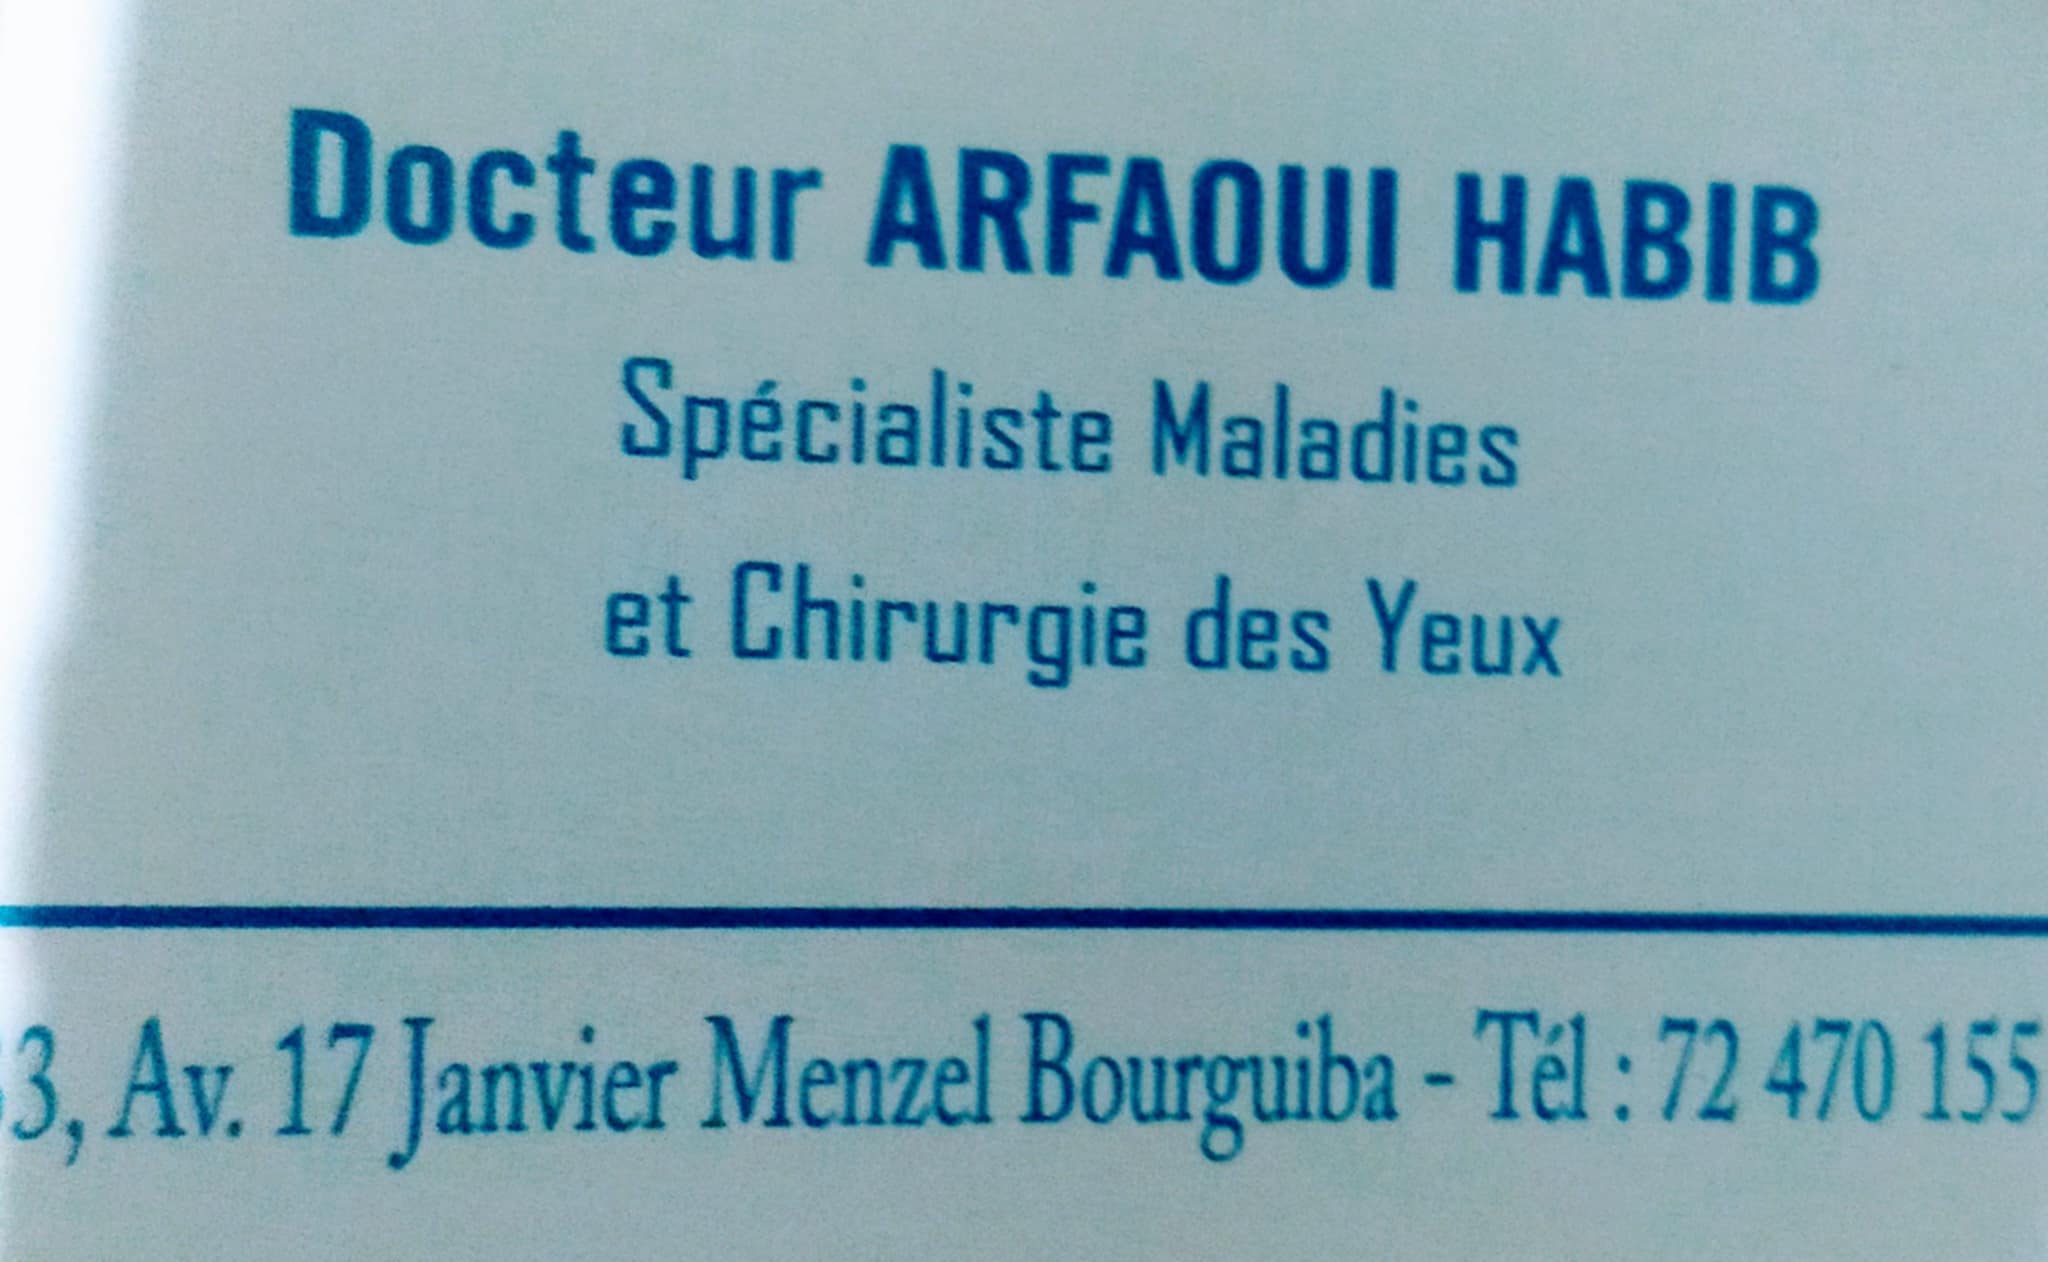 Docteur ARFAOUI HABIB
Spécialiste Maladies
et Chirurgie des Yeux
3, Av. 17 Janvier Menzel Bourguiba - Tél : 72 470 155